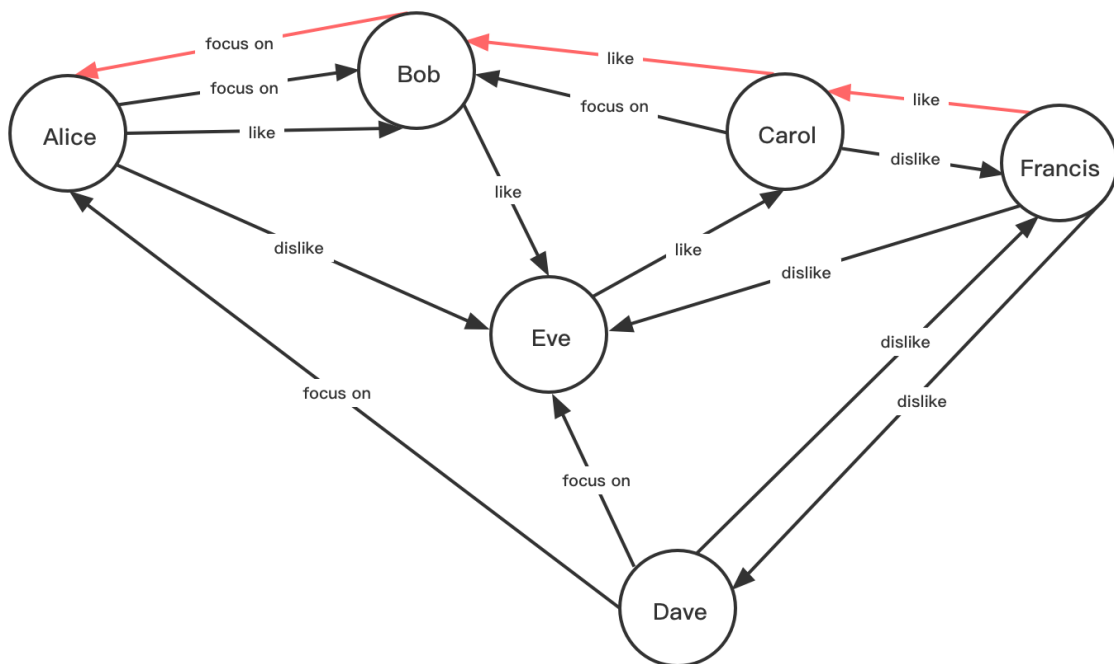 focus on
Bob
like
focus on
focus on
like
Alice
like
Carol
dislike
Francis
like
dislike
like
dislike
Eve
dislike
focus on
dislike
focus on
Dave